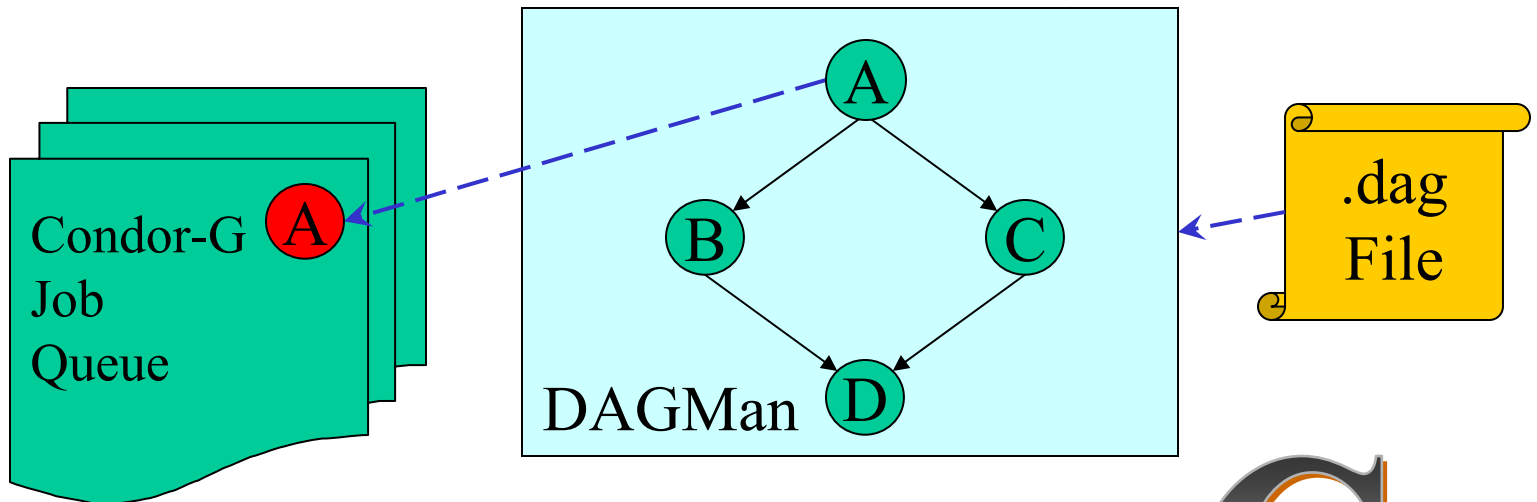 Condor-G
Job
Queue
A
A
B
C
D
DAGMan
.dag
File